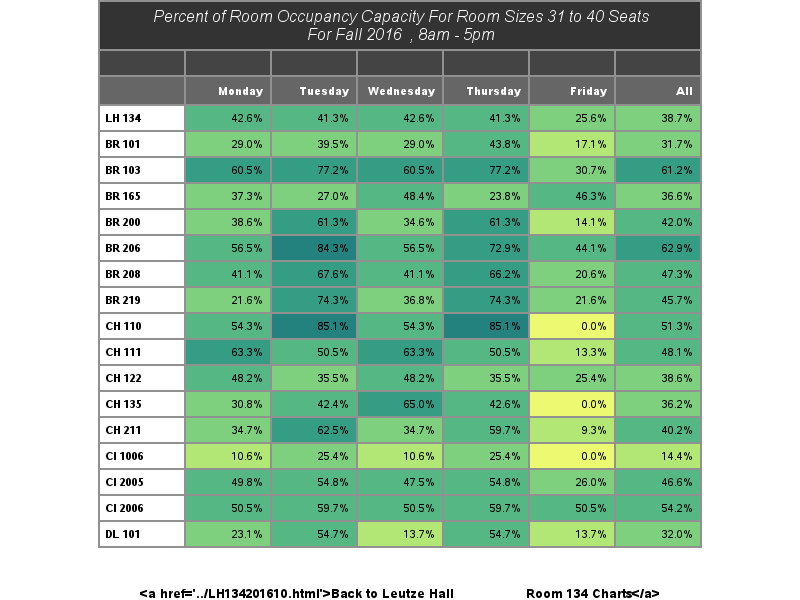 Percent of Room Occupancy Capacity For Room Sizes 31 to 40 Seats
For Fall 2016 , 8am - 5pm
Monday Tuesday Wednesday Thursday Friday All
LH 134 42.6% 41.3% 42.6% 41.3% 25.6% 38.7%
BR 101 29.0% 39.5% 29.0% 43.8% 17.1% 31.7%
BR 103 60.5% 77.2% 60.5% 77.2% 30.7% 61.2%
BR 165 37.3% 27.0% 48.4% 23.8% 46.3% 36.6%
BR 200 38.6% 61.3% 34.6% 61.3% 14.1% 42.0%
BR 206 56.5% 84.3% 56.5% 72.9% 44.1% 62.9%
BR 208 41.1% 67.6% 41.1% 66.2% 20.6% 47.3%
BR 219 21.6% 74.3% 36.8% 74.3% 21.6% 45.7%
CH 110 54.3% 85.1% 54.3% 85.1% 0.0% 51.3%
CH 111 63.3% 50.5% 63.3% 50.5% 13.3% 48.1%
CH 122 48.2% 35.5% 48.2% 35.5% 25.4% 38.6%
CH 135 30.8% 42.4% 65.0% 42.6% 0.0% 36.2%
CH 211 34.7% 62.5% 34.7% 59.7% 9.3% 40.2%
CI 1006 10.6% 25.4% 10.6% 25.4% 0.0% 14.4%
CI 2005 49.8% 54.8% 47.5% 54.8% 26.0% 46.6%
CI 2006 50.5% 59.7% 50.5% 59.7% 50.5% 54.2%
DL 101 23.1% 54.7% 13.7% 54.7% 13.7% 32.0%
<a href='../LH134201610.html'>Back to Leutze Hall Room 134 Charts</a>